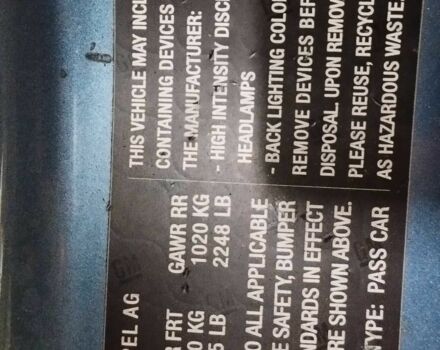 PEL AG
R FRT GAWR RR
0 KG 1020 KG
5 LB 2248 LB
O ALL APPLICABLE
E SAFETY, BUMPER
NDARDS IN EFFECT
RE SHOWN ABOVE.
TYPE: PASS CAR
THIS VEHICLE MAY INCL
CONTAINING DEVICES
THE MANUFACTURER:
- HIGH INTENSITY DISC
HEADLAMPS
- BACK LIGHTING COLO
REMOVE DEVICES BEF
DISPOSAL. UPON REMOV
PLEASE REUSE, RECYCL
AS HAZARDOUS WASTE.